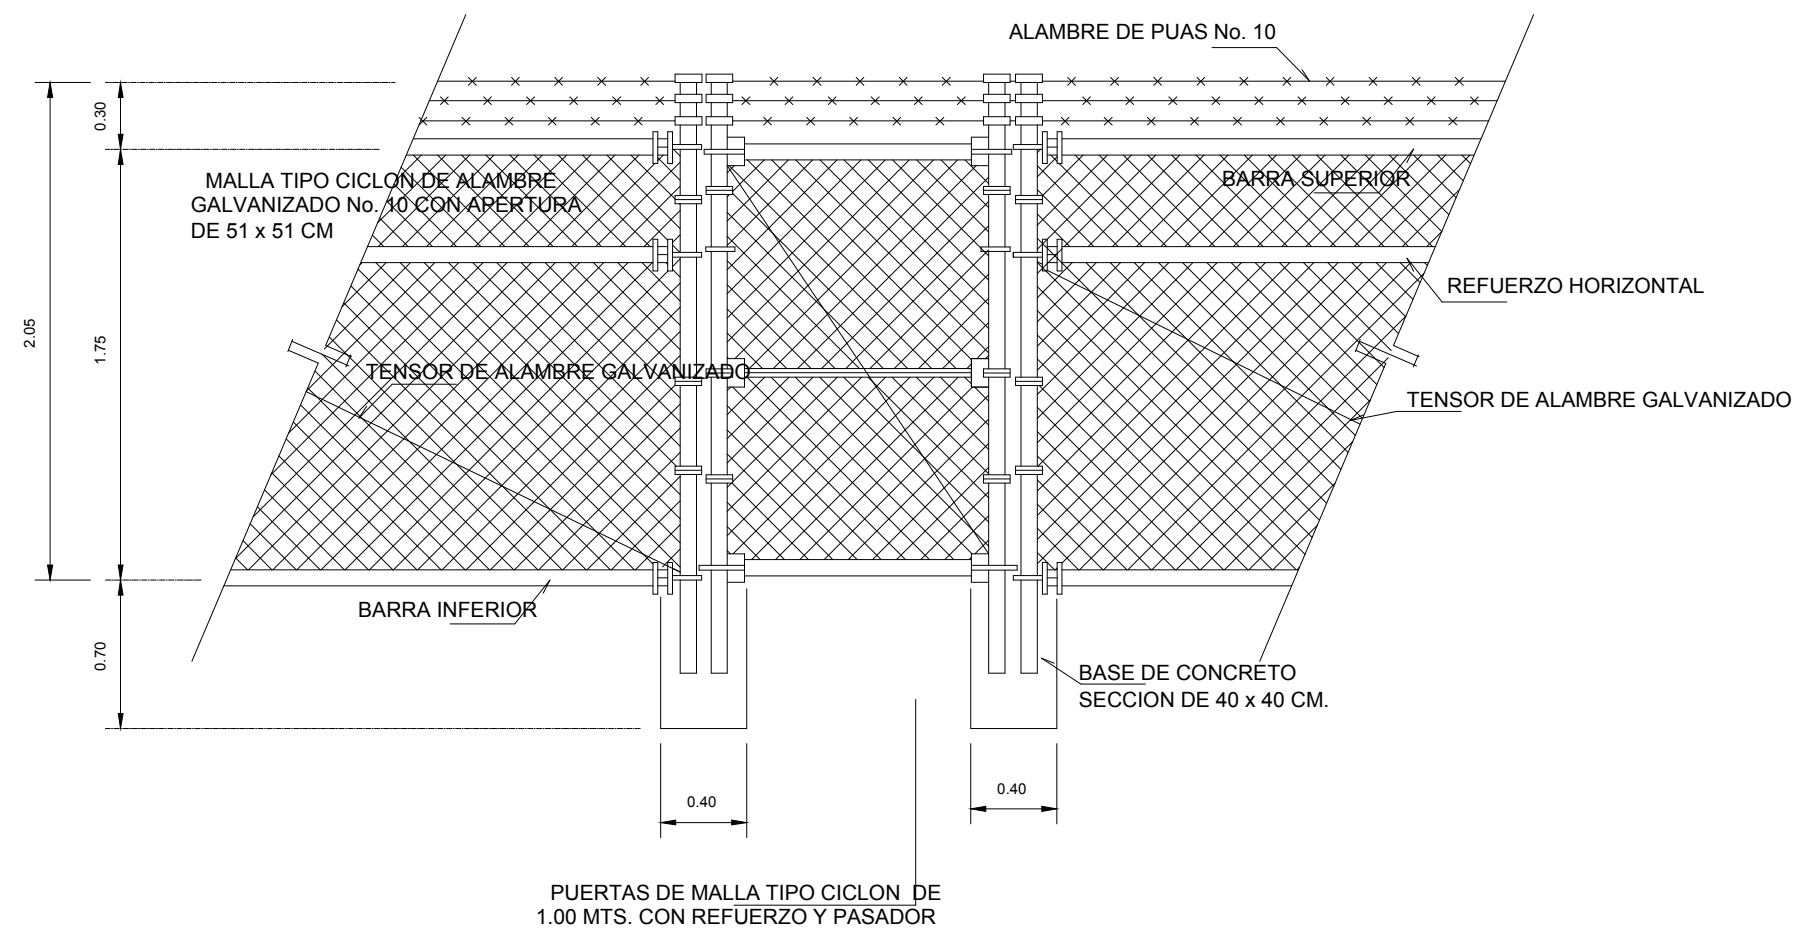 ALAMBRE DE PUAS No. 10
0.30
MALLA TIPO CICLON DE ALAMBRE
GALVANIZADO No. 10 CON APERTURA
DE 51 x 51 CM
BARRA SUPERIOR
REFUERZO HORIZONTAL
2.05
1.75
TENSOR DE ALAMBRE GALVANIZADO
TENSOR DE ALAMBRE GALVANIZADO
BARRA INFERIOR
0.70
BASE DE CONCRETO
SECCION DE 40 x 40 CM.
0.40
0.40
PUERTAS DE MALLA TIPO CICLON DE
1.00 MTS. CON REFUERZO Y PASADOR